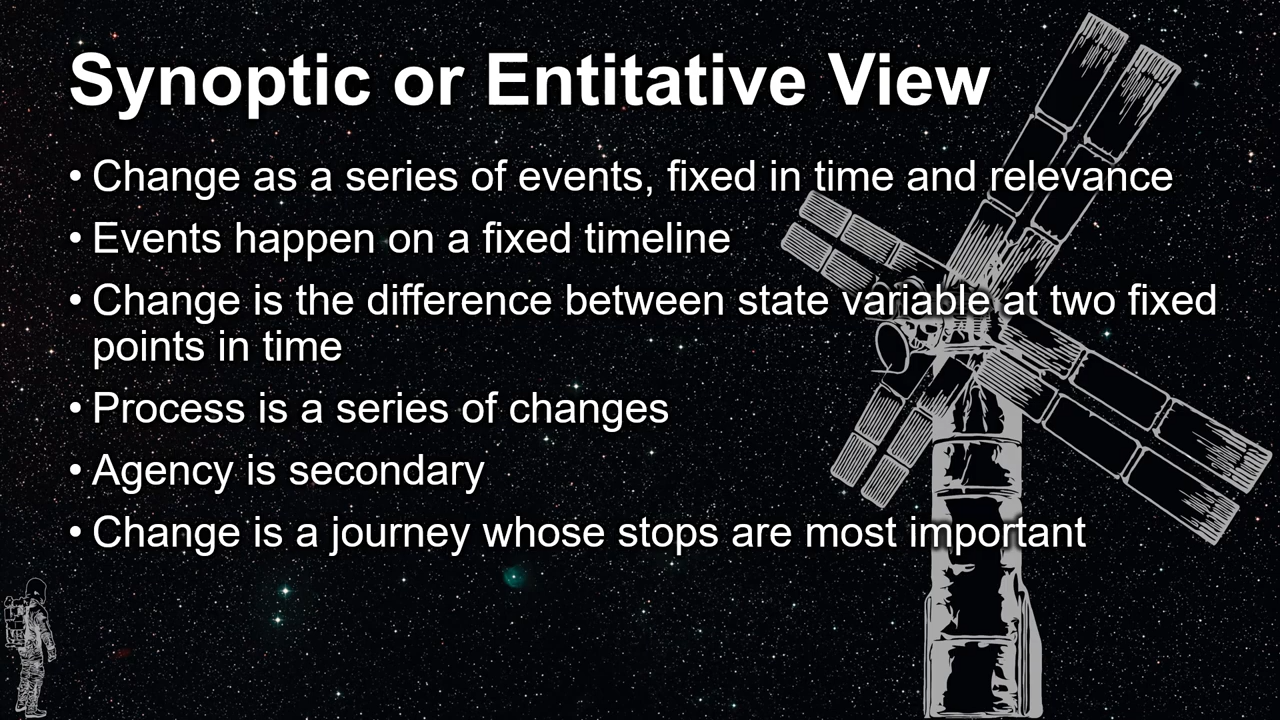 Synoptic or Entitative View
• Change as a series of events, fixed in time and relevance
• Events happen on a fixed timeline
• Change is the difference between state variable at two fixed
points in time
• Process is a series of changes
• Agency is secondary
• Change is a journey whose stops are most important